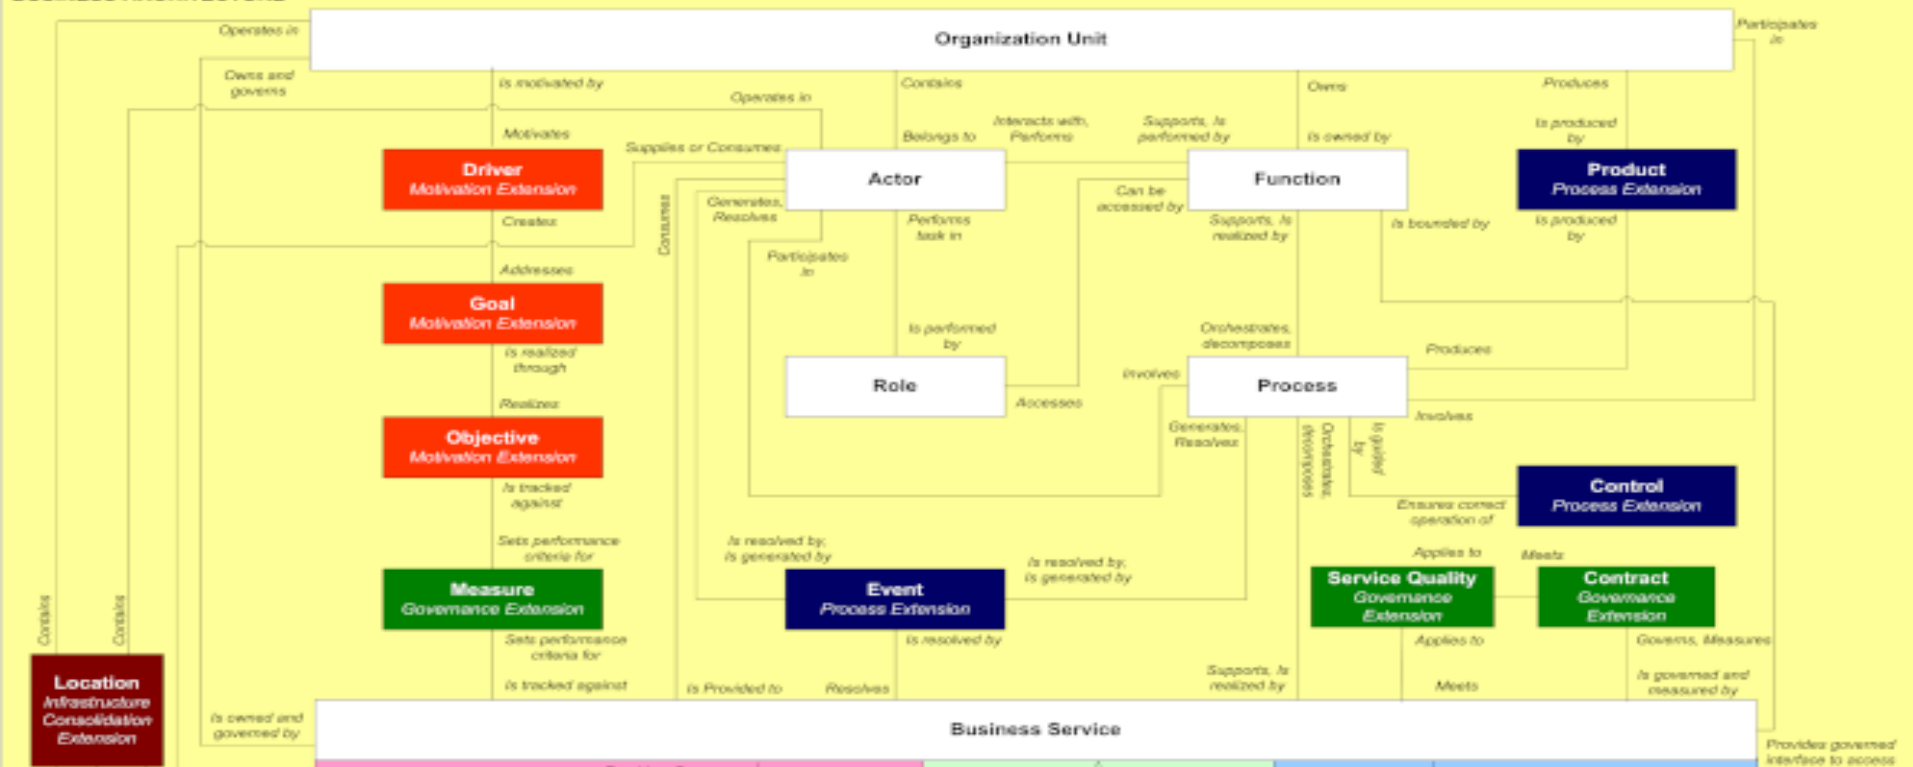 BUSINESS ARCHITECTURE
Operates in
Organization Unit
Participates
in
Owns and
governs
Is motivated by
Contains
Owns
Produces
Operates in
Motivates
Belongs to
Interacts with,
Performs
Supports, Is
performed by
Is owned by
Is produced
by
Supplies or Consumes
Driver
Motivation Extension
Actor
Function
Product
Process Extension
Consumes
Generates,
Resolves
Can be
accessed by
Creates
Performs
task in
Supports, Is
realized by
Is bounded by
Is produced
by
Participates
in
Addresses
Goal
Motivation Extension
Is performed
by
Orchestrates,
decomposes
Is realized
through
Produces
Involves
Role
Process
Realizes
Accesses
Involves
Objective
Motivation Extension
Generates,
Resolves
Orchestrates,
decomposes
Is guided
by
Is tracked
against
Control
Process Extension
Ensures correct
operation of
Sets performance
criteria for
Is resolved by,
Is generated by
Is resolved by,
Is generated by
Applies to
Meets
Measure
Governance Extension
Event
Process Extension
Service Quality
Governance
Extension
Contract
Governance
Extension
Contains
Contains
Sets performance
criteria for
Is resolved by
Applies to
Governs, Measures
Location
Infrastructure
Consolidation
Extension
Is tracked against
Is Provided to
Resolves
Supports, Is
realized by
Meets
Is governed and
measured by
Is owned and
governed by
Business Service
Provides governed
interface to access